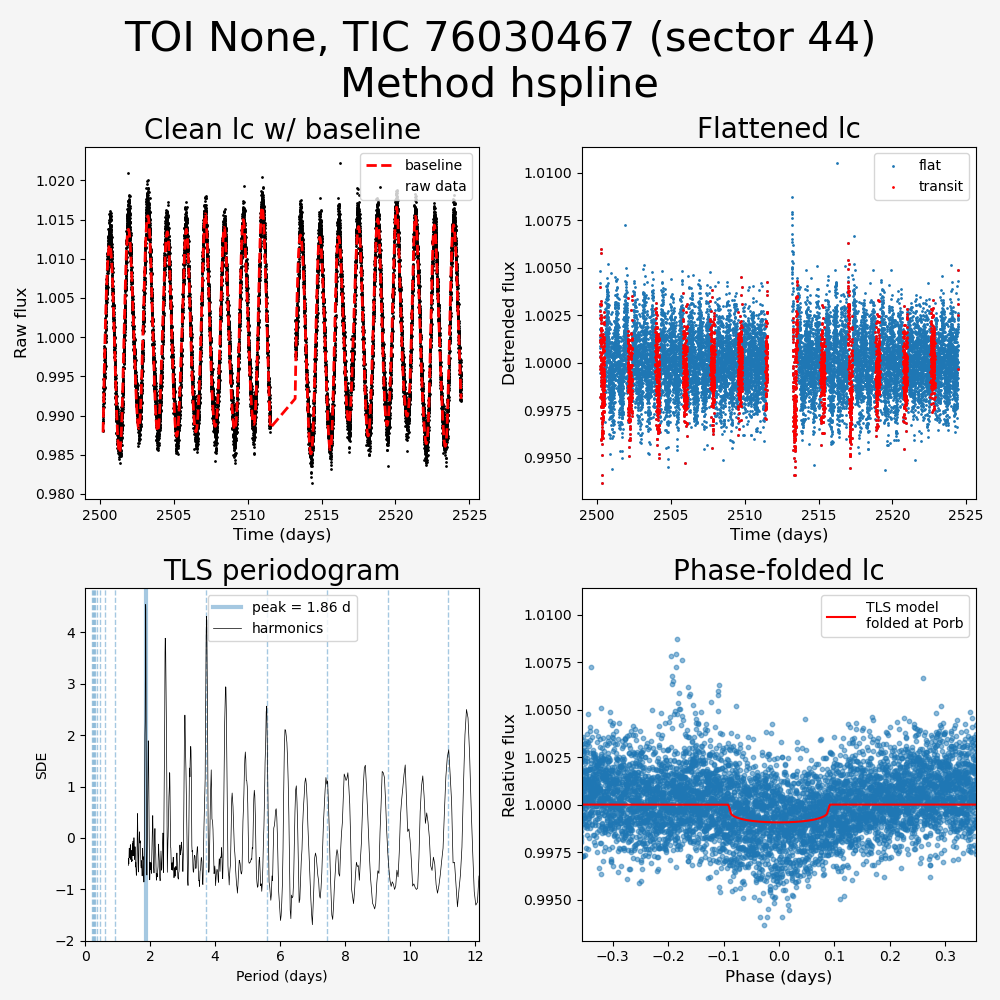 TOI None, TIC 76030467 (sector 44)
Method hspline
Clean lc w/ baseline
Raw flux
1.020
1.015
1.010
1.005
1.000
0.995
0.990
0.985
0.980
baseline
raw data
2500
2505
2510
2515
2520
2525
Time (days)
Flattened lc
Detrended flux
1.0100
1.0075
1.0050
1.0025
1.0000
0.9975
0.9950
flat
transit
2500
2505
2510
2515
2520
2525
Time (days)
TLS periodogram
SDE
4
3
2
1
0
−1
−2
peak = 1.86 d
harmonics
0
2
4
6
8
10
12
Period (days)
Phase-folded lc
Relative flux
1.0100
1.0075
1.0050
1.0025
1.0000
0.9975
0.9950
TLS model
folded at Porb
−0.3
−0.2
−0.1
0.0
0.1
0.2
0.3
Phase (days)